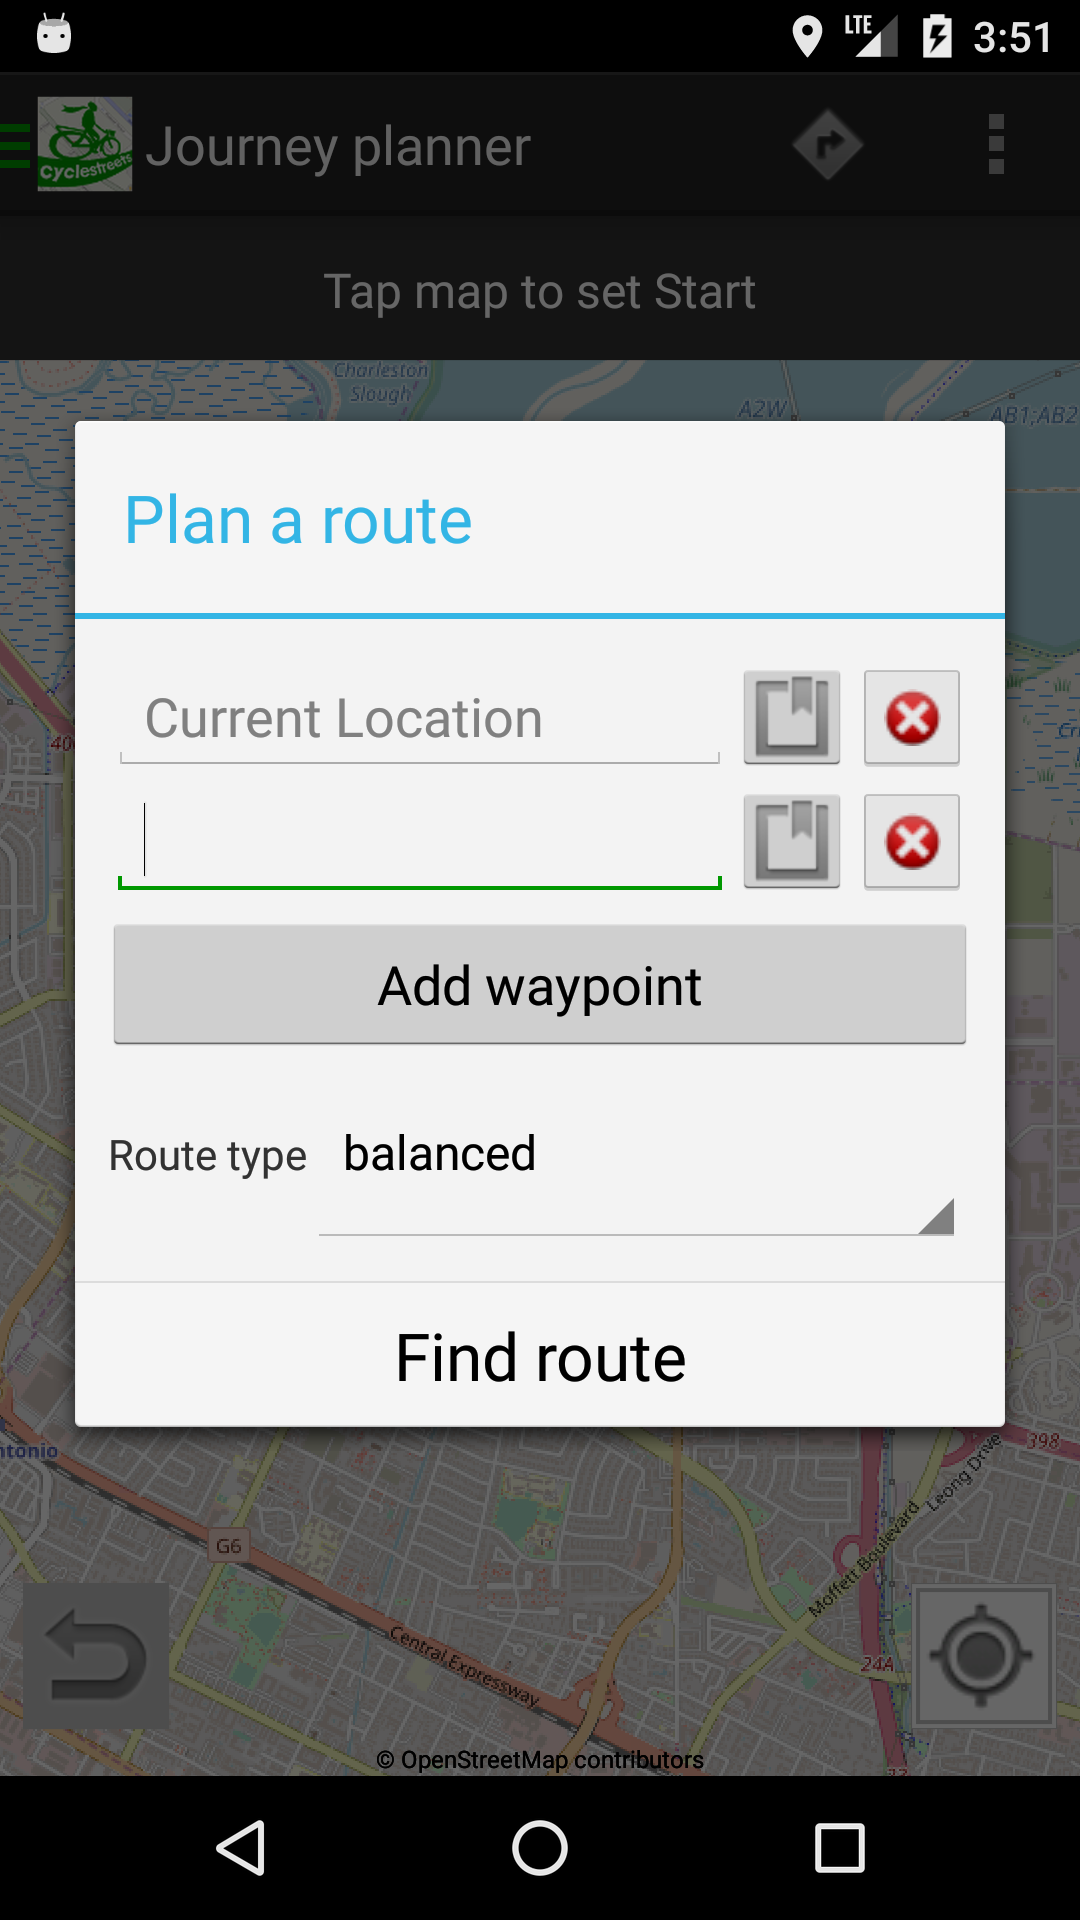 LTE 3:51
Cyclestreets
Journey planner
Tap map to set Start
Charleston
Slough
A2W
AB1;AB2
Plan a route
Current Location
Add waypoint
Route type balanced
Find route
398
Leong Drive
G6
Moffett Boulevard
Central Expressway
24A
© OpenStreetMap contributors